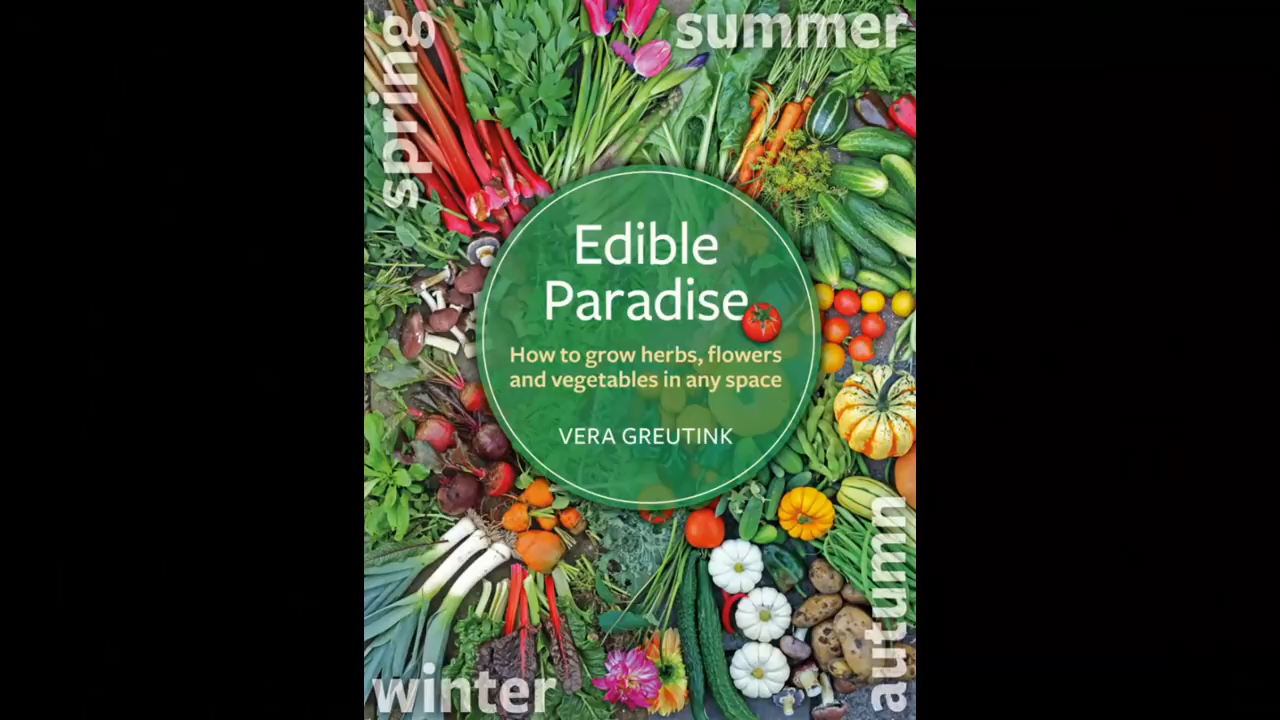 spring
summer
Edible
Paradise
How to grow herbs, flowers
and vegetables in any space
VERA GREUTINK
autumn
winter